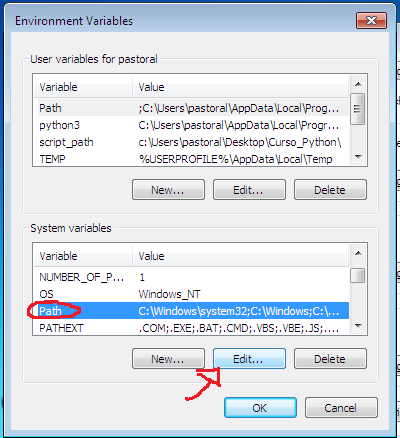 Environment Variables
User variables for pastoral
Variable Value
Path ;C:\Users\pastoral\AppData\Local\Prog...
python3 C:\Users\pastoral\AppData\Local\Progr...
script_path c:\Users\pastoral\Desktop\Curso_Python\
TEMP %USERPROFILE%\AppData\Local\Temp
New... Edit... Delete
System variables
Variable Value
NUMBER_OF_P... 1
OS Windows_NT
Path C:\Windows\system32;C:\Windows;C:\...
PATHEXT .COM;.EXE;.BAT;.CMD;.VBS;.VBE;.JS;....
New... Edit... Delete
OK Cancel